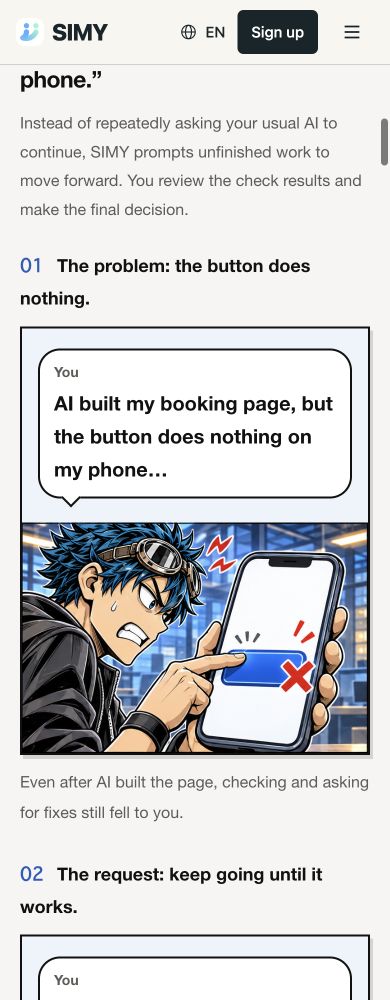 SIMY
EN
Sign up
phone.”
Instead of repeatedly asking your usual AI to
continue, SIMY prompts unfinished work to
move forward. You review the check results and
make the final decision.
01 The problem: the button does
nothing.
You
AI built my booking page, but
the button does nothing on
my phone…
Even after AI built the page, checking and asking
for fixes still fell to you.
02 The request: keep going until it
works.
You